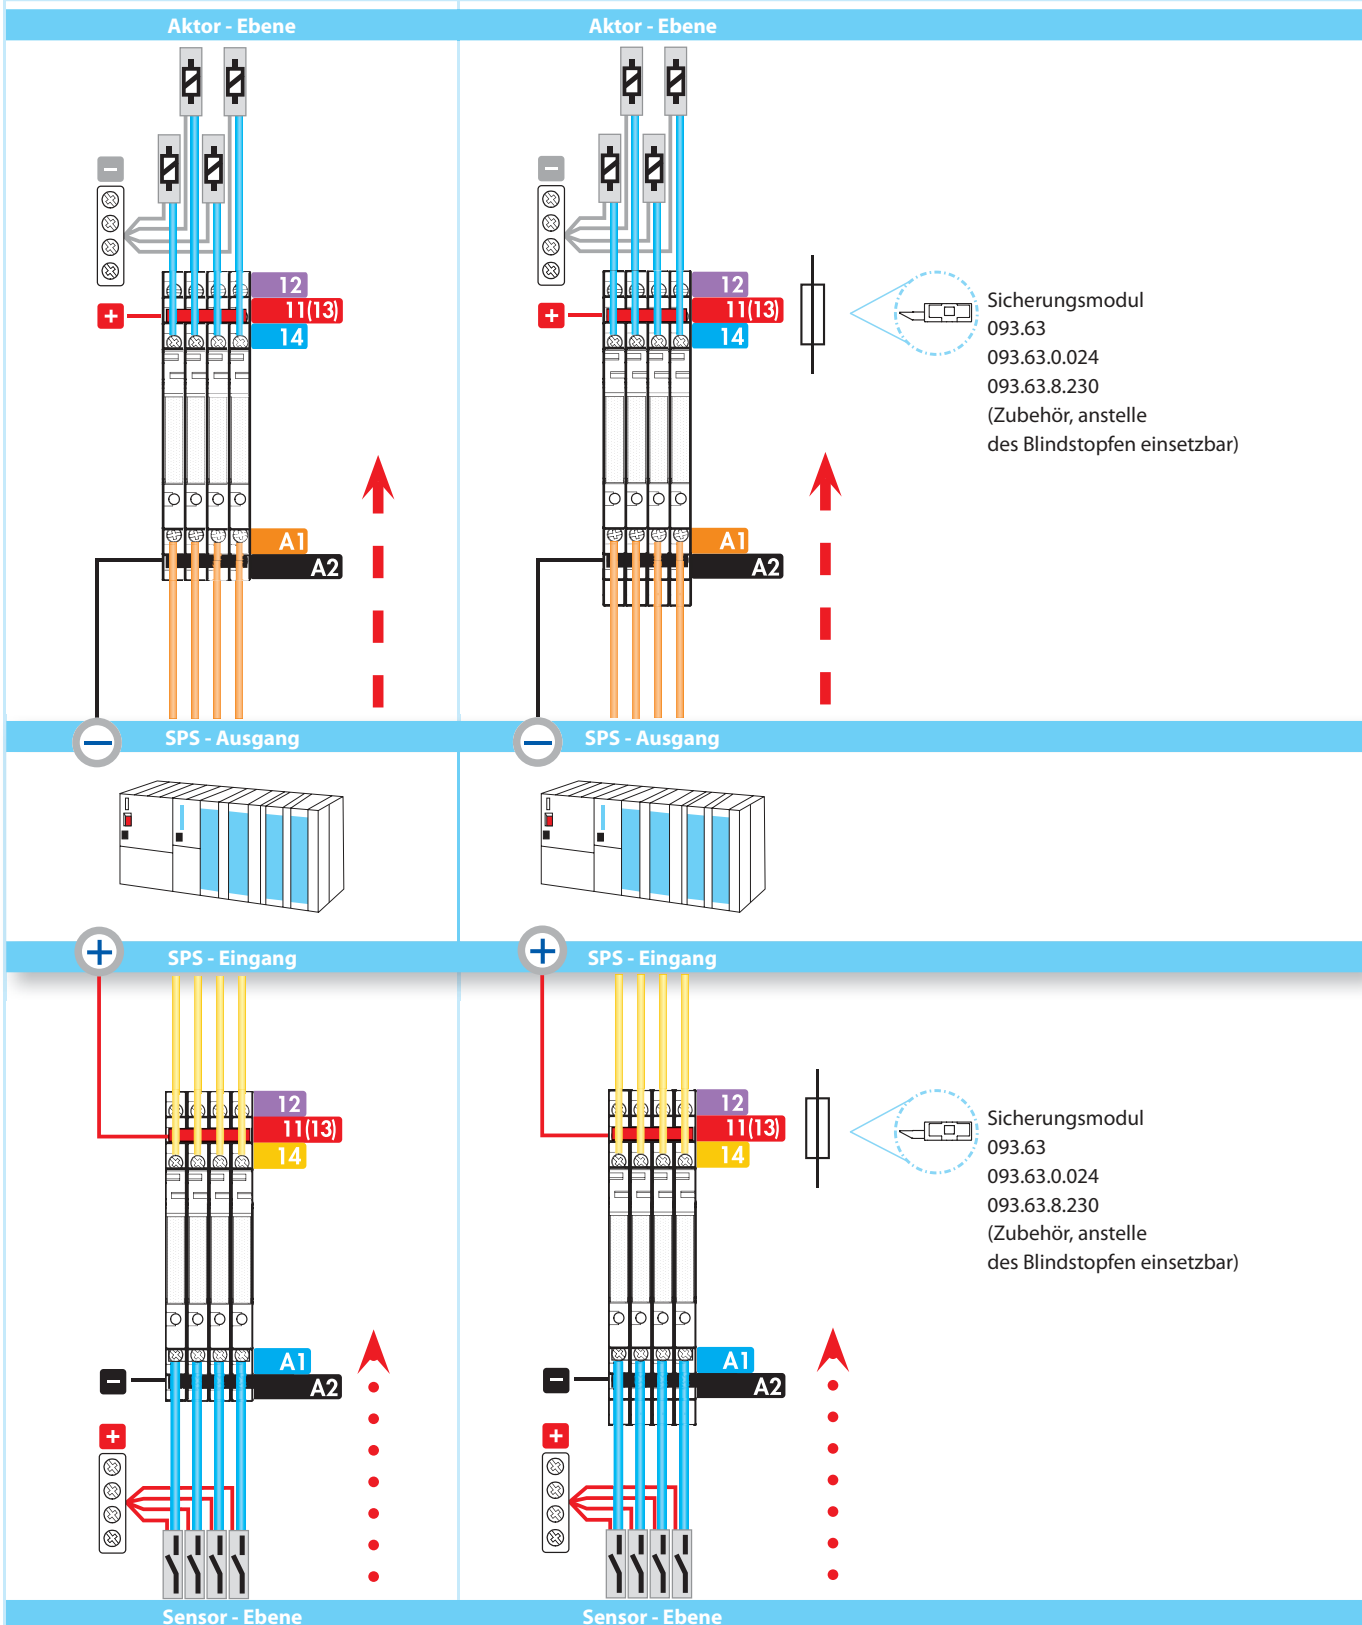 Aktor - Ebene
Aktor - Ebene
−
12
+
11(13)
14
A1
A2
−
12
+
11(13)
14
A1
A2
Sicherungsmodul
093.63
093.63.0.024
093.63.8.230
(Zubehör, anstelle
des Blindstopfen einsetzbar)
−
SPS - Ausgang
−
SPS - Ausgang
+
SPS - Eingang
+
SPS - Eingang
12
11(13)
14
A1
−
A2
+
12
11(13)
14
A1
−
A2
+
Sicherungsmodul
093.63
093.63.0.024
093.63.8.230
(Zubehör, anstelle
des Blindstopfen einsetzbar)
Sensor - Ebene
Sensor - Ebene